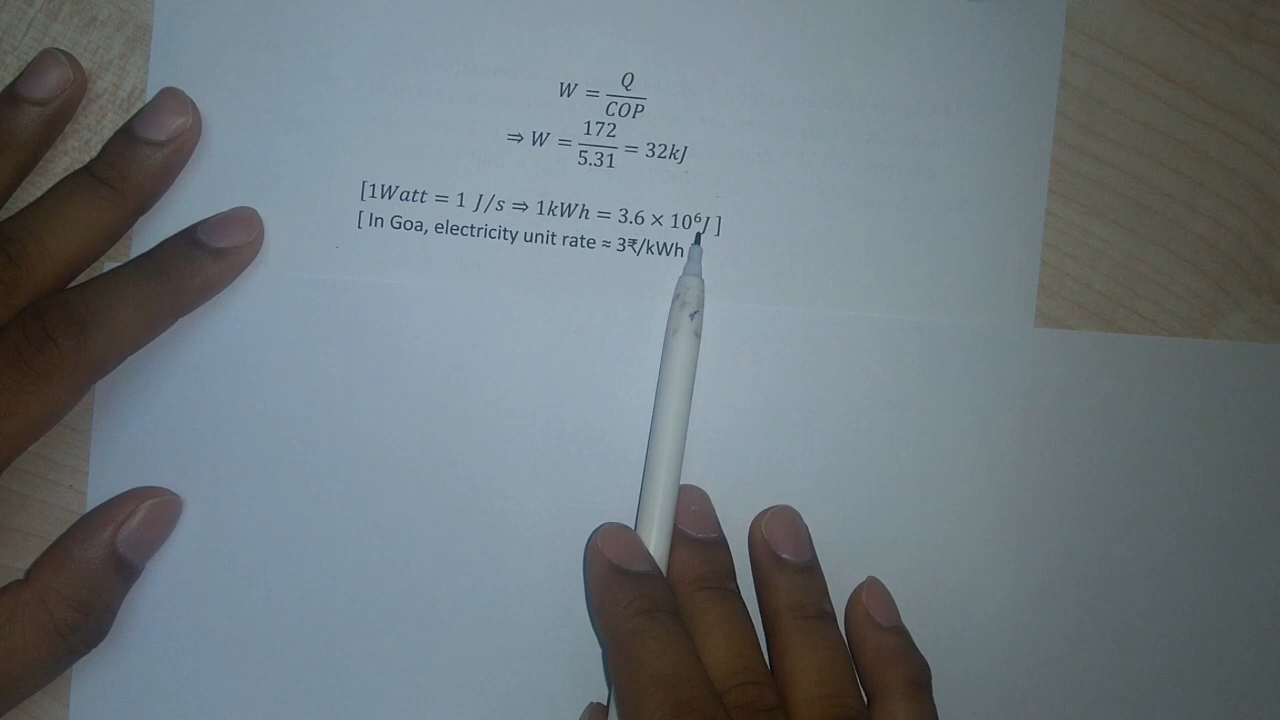 W = Q/COP
⇒ W = 172/5.31 = 32kJ
[1Watt = 1 J/s ⇒ 1kWh = 3.6 × 10⁶J ]
[ In Goa, electricity unit rate ≈ 3₹/kWh